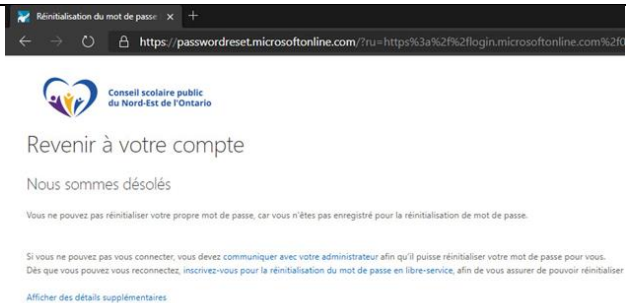 Réinitialisation du mot de passe
https://passwordreset.microsoftonline.com/?ru=https%3a%2f%2flogin.microsoftonline.com%2f0
Conseil scolaire public
du Nord-Est de l'Ontario
Revenir à votre compte
Nous sommes désolés
Vous ne pouvez pas réinitialiser votre propre mot de passe, car vous n'êtes pas enregistré pour la réinitialisation de mot de passe.
Si vous ne pouvez pas vous connecter, vous devez communiquer avec votre administrateur afin qu'il puisse réinitialiser votre mot de passe pour vous.
Dès que vous pouvez vous reconnectez, inscrivez-vous pour la réinitialisation du mot de passe en libre-service, afin de vous assurer de pouvoir réinitialiser
Afficher des détails supplémentaires